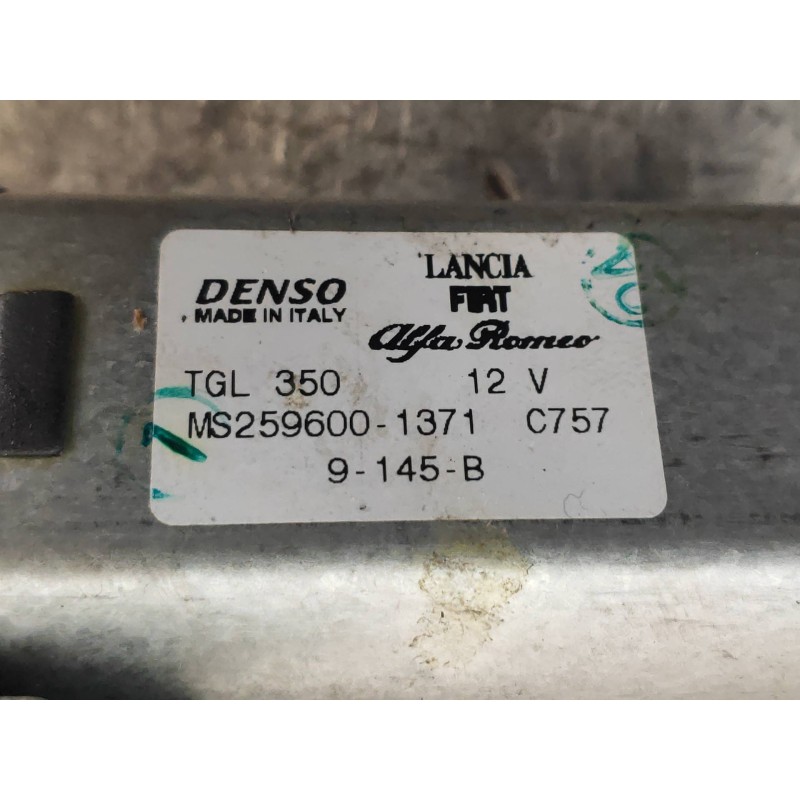 DENSO
MADE IN ITALY
LANCIA
FIAT
Alfa Romeo
TGL 350 12 V
MS259600-1371 C757
9-145-B